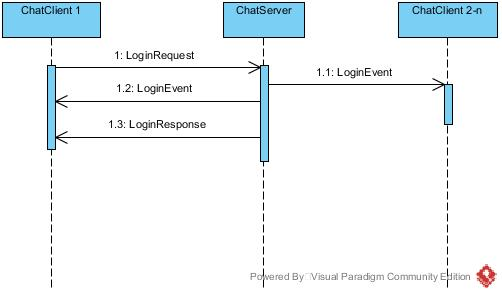 ChatClient 1
ChatServer
ChatClient 2-n
1: LoginRequest
1.1: LoginEvent
1.2: LoginEvent
1.3: LoginResponse
Powered By Visual Paradigm Community Edition